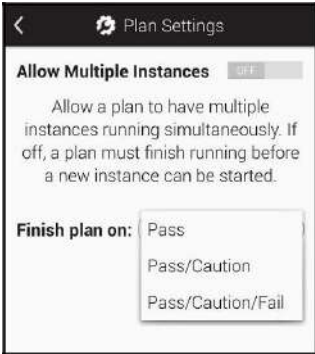 Plan Settings
Allow Multiple Instances OFF
Allow a plan to have multiple
instances running simultaneously. If
off, a plan must finish running before
a new instance can be started.
Finish plan on: Pass
Pass/Caution
Pass/Caution/Fail